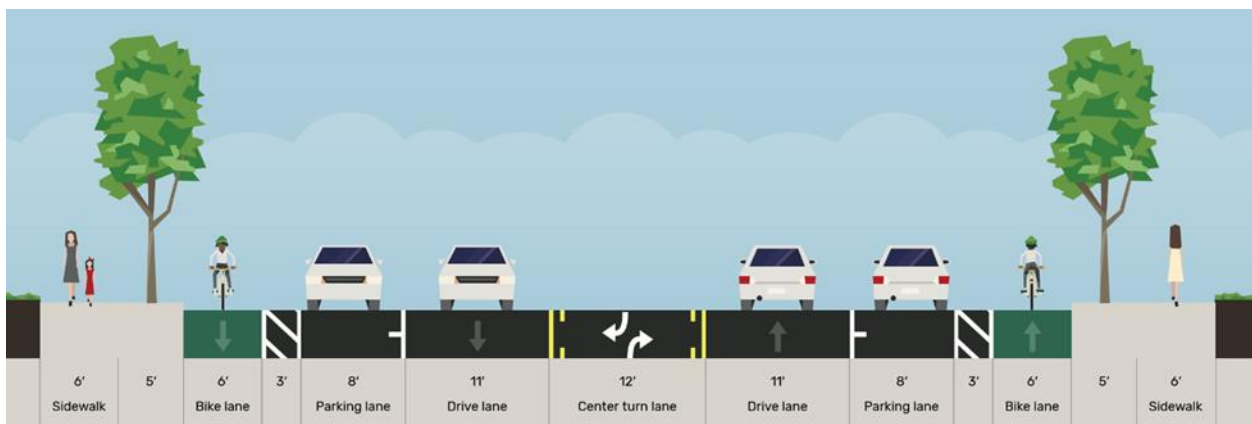 6′ 5′ 6′ 3′ 8′ 11′ 12′ 11′ 8′ 3′ 6′ 5′ 6′
Sidewalk Bike lane Parking lane Drive lane Center turn lane Drive lane Parking lane Bike lane Sidewalk